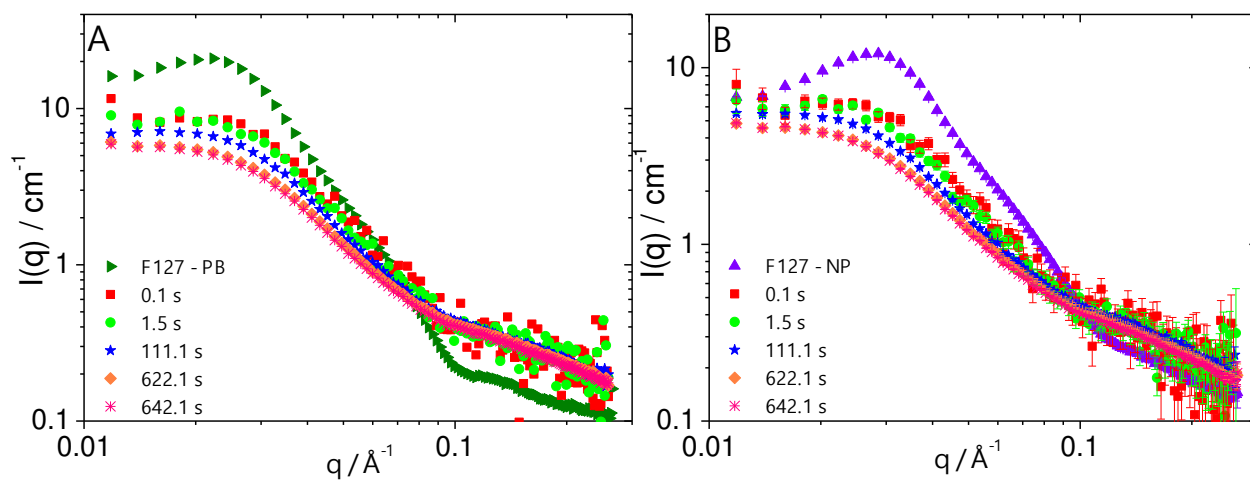 A
10
1
0.1
I(q) / cm⁻¹
F127 - PB
0.1 s
1.5 s
111.1 s
622.1 s
642.1 s
0.01
0.1
q / Å⁻¹
B
10
1
0.1
I(q) / cm⁻¹
F127 - NP
0.1 s
1.5 s
111.1 s
622.1 s
642.1 s
0.01
0.1
q / Å⁻¹